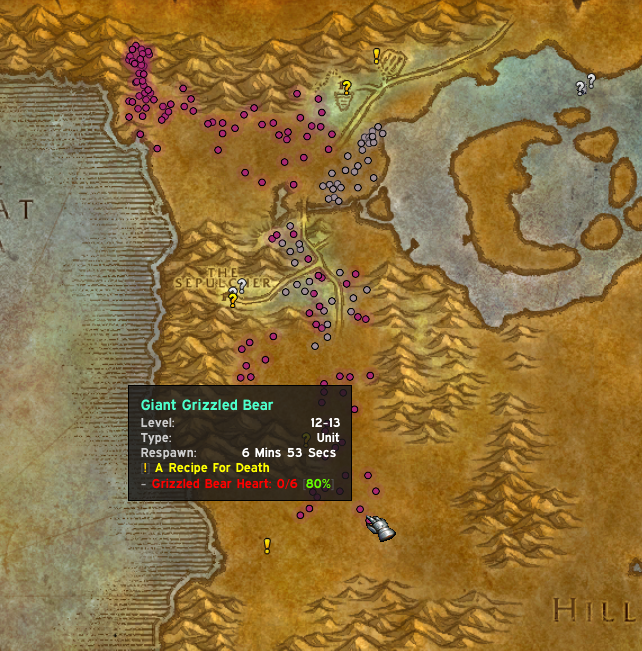 AT
THE
SEPULCHER
Giant Grizzled Bear
Level: 12-13
Type: Unit
Respawn: 6 Mins 53 Secs
! A Recipe For Death
- Grizzled Bear Heart: 0/6 [80%]
HILL